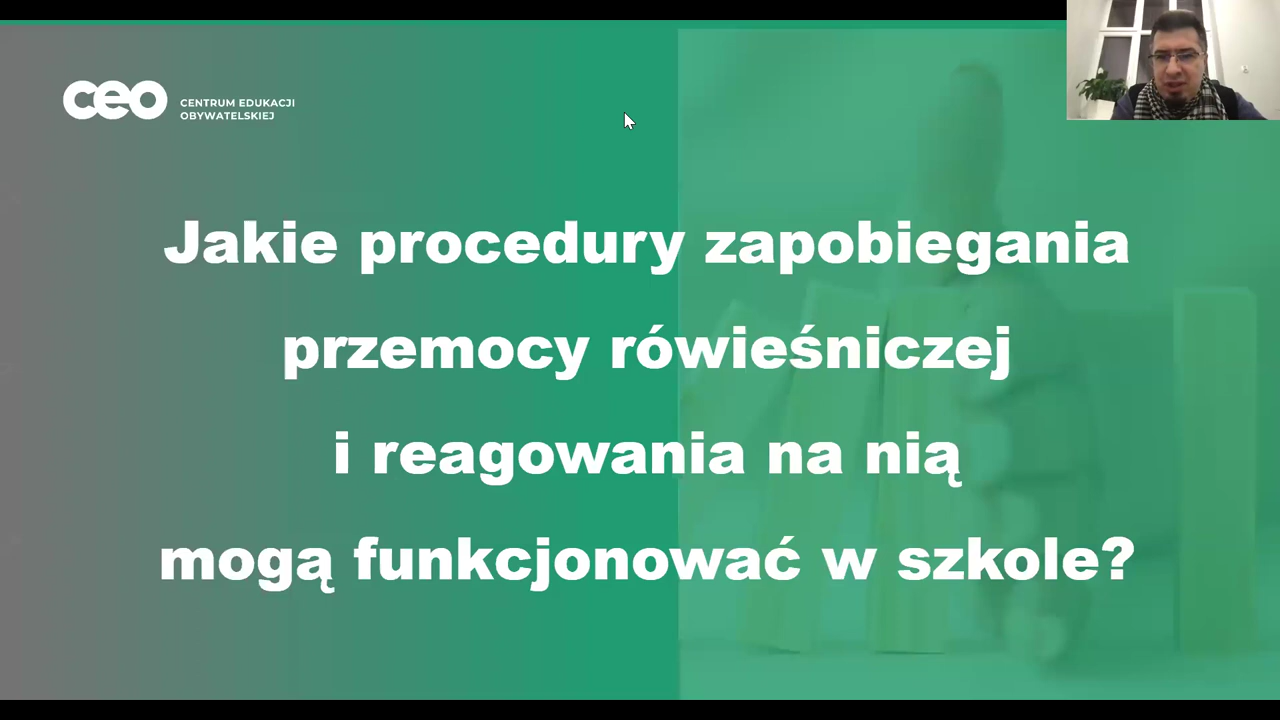 ceo
CENTRUM EDUKACJI
OBYWATELSKIEJ
Jakie procedury zapobiegania
przemocy rówieśniczej
i reagowania na nią
mogą funkcjonować w szkole?